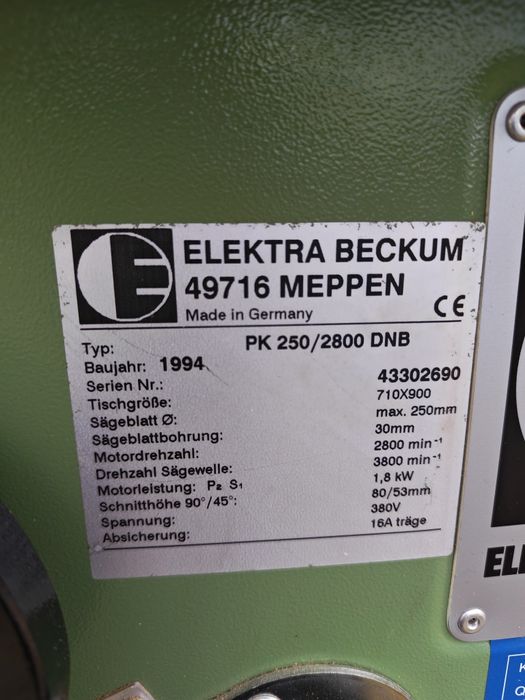 E ELEKTRA BECKUM
49716 MEPPEN
Made in Germany CE
Typ: PK 250/2800 DNB
Baujahr: 1994
Serien Nr.: 43302690
Tischgröße: 710X900
Sägeblatt Ø: max. 250mm
Sägeblattbohrung: 30mm
Motordrehzahl: 2800 min⁻¹
Drehzahl Sägewelle: 3800 min⁻¹
Motorleistung: P₂ S₁ 1,8 kW
Schnitthöhe 90°/45°: 80/53mm
Spannung: 380V
Absicherung: 16A träge